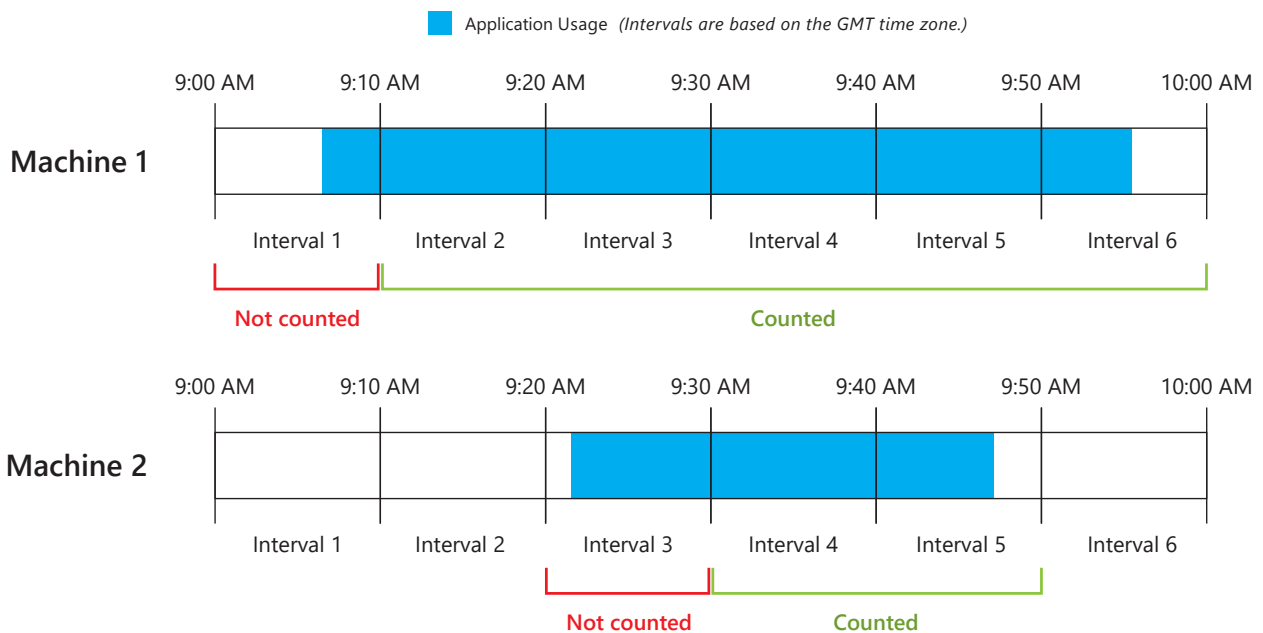 Application Usage (Intervals are based on the GMT time zone.)
9:00 AM 9:10 AM 9:20 AM 9:30 AM 9:40 AM 9:50 AM 10:00 AM
Machine 1
Interval 1 Interval 2 Interval 3 Interval 4 Interval 5 Interval 6
Not counted Counted
9:00 AM 9:10 AM 9:20 AM 9:30 AM 9:40 AM 9:50 AM 10:00 AM
Machine 2
Interval 1 Interval 2 Interval 3 Interval 4 Interval 5 Interval 6
Not counted Counted